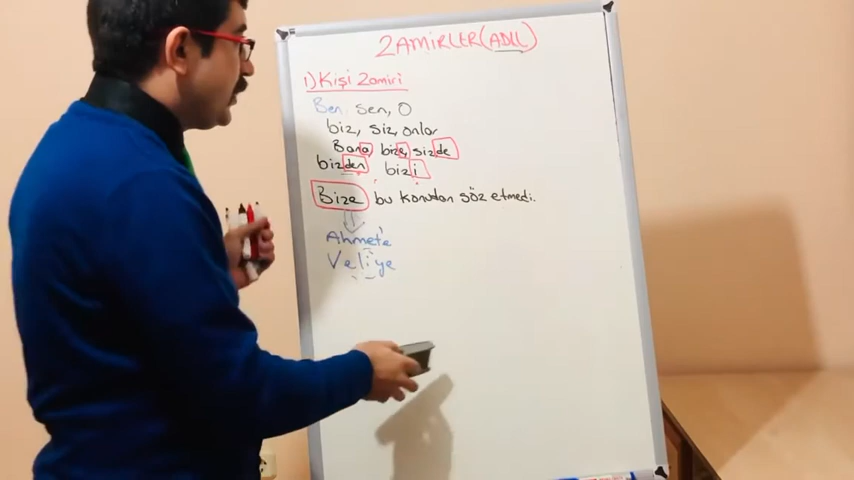 ZAMİRLER(ADIL)
1)Kişi Zamiri
Ben, sen, O
biz, siz, onlar
Bana bize, sizde
bizden bizi
Bize bu konudan söz etmedi.
Ahmet'e
Veliye